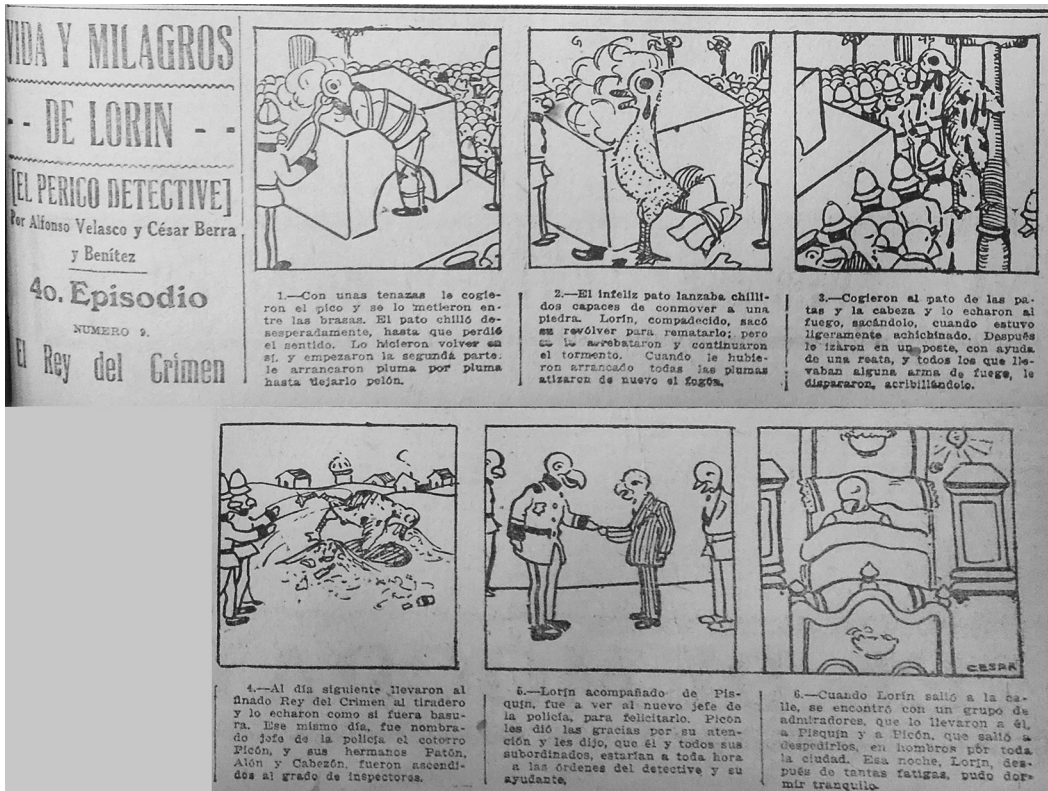 VIDA Y MILAGROS
- - DE LORIN - -
[EL PERICO DETECTIVE]
Por Alfonso Velasco y César Berra
y Benítez
4o. Episodio
NUMERO 9.
El Rey del Crimen
1.—Con unas tenazas le cogie-
ron el pico y se lo metieron en-
tre las brasas. El pato chilló de-
sesperadamente, hasta que perdió
el sentido. Lo hicieron volver en
sí, y empezaron la segunda parte:
le arrancaron pluma por pluma
hasta dejarlo pelón.
2.—El infeliz pato lanzaba chilli-
dos capaces de conmover a una
piedra. Lorín, compadecido, sacó
su revólver para rematarlo; pero
se lo arrebataron y continuaron
el tormento. Cuando le hubie-
ron arrancado todas las plumas
atizaron de nuevo el fogón.
3.—Cogieron al pato de las pa-
tas y la cabeza y lo echaron al
fuego, sacándolo, cuando estuvo
ligeramente achichinado. Después
lo izaron en un poste, con ayuda
de una reata, y todos los que lle-
vaban alguna arma de fuego, le
dispararon, acribillándolo.
4.—Al día siguiente llevaron al
finado Rey del Crimen al tiradero
y lo echaron como si fuera basu-
ra. Ese mismo día, fue nombra-
do jefe de la policía el cotorro
Picón, y sus hermanos Patón,
Alón y Cabezón, fueron ascendi-
dos al grado de inspectores.
5.—Lorín acompañado de Pis-
quín, fue a ver al nuevo jefe de
la policía, para felicitarlo. Picón
les dió las gracias por su aten-
ción y les dijo, que él y todos sus
subordinados, estarían a toda hora
a las órdenes del detective y su
ayudante.
CESAR
6.—Cuando Lorín salió a la ca-
lle, se encontró con un grupo de
admiradores, que lo llevaron a él,
a Pisquín y a Picón, que salió a
despedirlos, en hombros por toda
la ciudad. Esa noche, Lorín, des-
pués de tantas fatigas, pudo dor-
mir tranquilo.